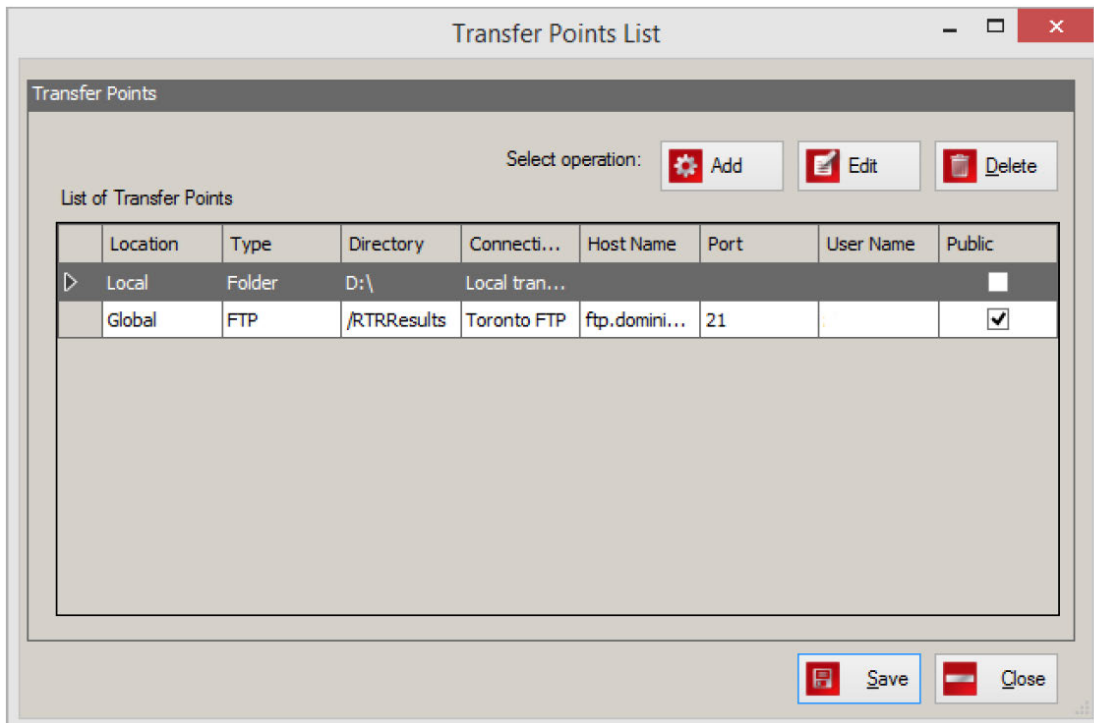 Transfer Points List
Transfer Points
Select operation: Add Edit Delete
List of Transfer Points
Location Type Directory Connecti... Host Name Port User Name Public
Local Folder D:\ Local tran...
Global FTP /RTRResults Toronto FTP ftp.domini... 21
Save Close